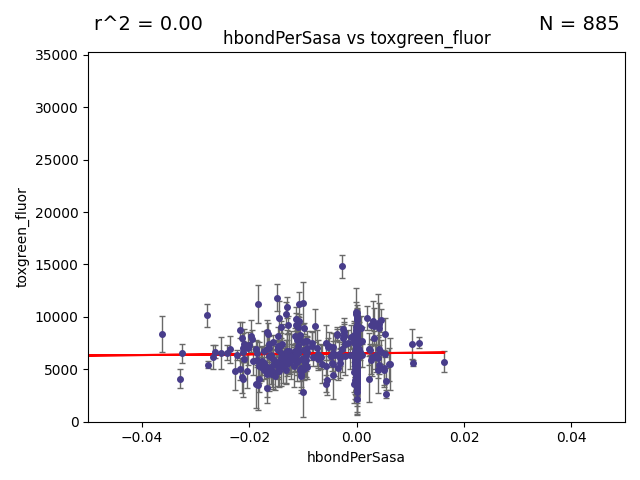 r^2 = 0.00
N = 885
hbondPerSasa vs toxgreen_fluor
35000
30000
25000
20000
15000
10000
5000
0
toxgreen_fluor
−0.04
−0.02
0.00
0.02
0.04
hbondPerSasa